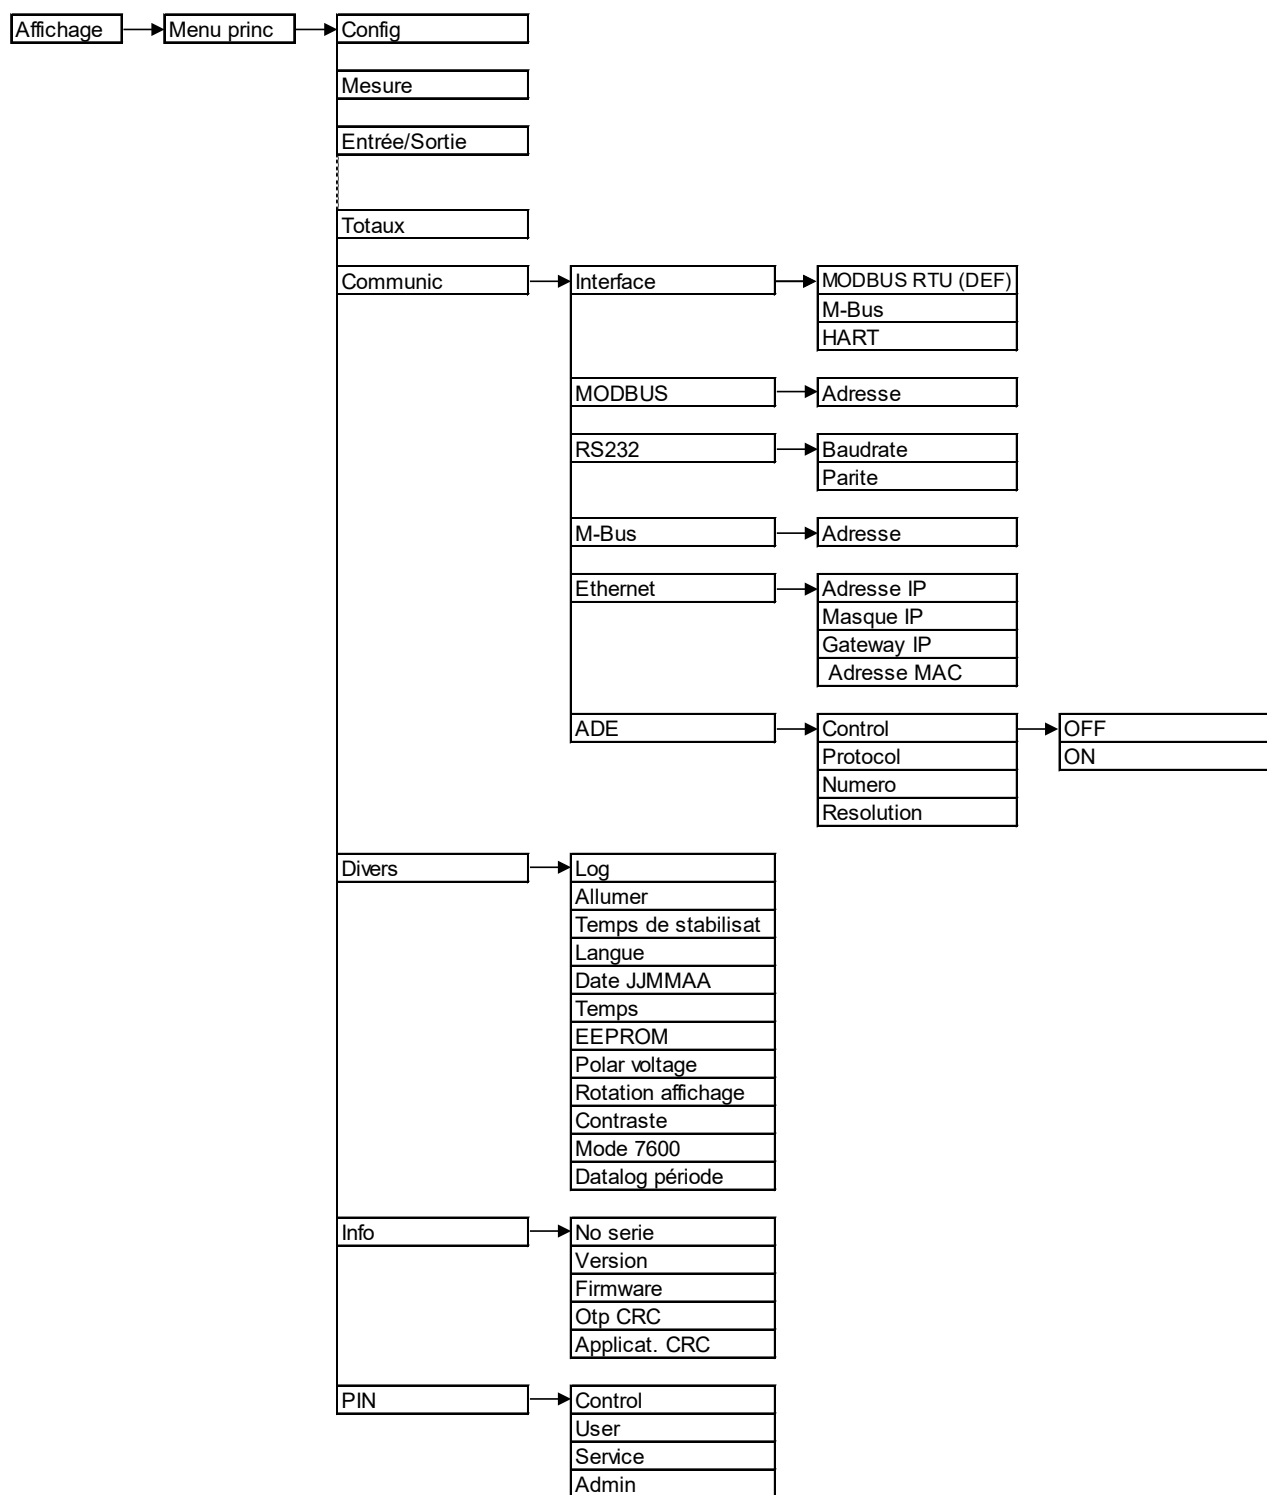 Affichage
Menu princ
Config
Mesure
Entrée/Sortie
Totaux
Communic
Interface
MODBUS RTU (DEF)
M-Bus
HART
MODBUS
Adresse
RS232
Baudrate
Parite
M-Bus
Adresse
Ethernet
Adresse IP
Masque IP
Gateway IP
Adresse MAC
ADE
Control
OFF
ON
Protocol
Numero
Resolution
Divers
Log
Allumer
Temps de stabilisat
Langue
Date JJMMAA
Temps
EEPROM
Polar voltage
Rotation affichage
Contraste
Mode 7600
Datalog période
Info
No serie
Version
Firmware
Otp CRC
Applicat. CRC
PIN
Control
User
Service
Admin